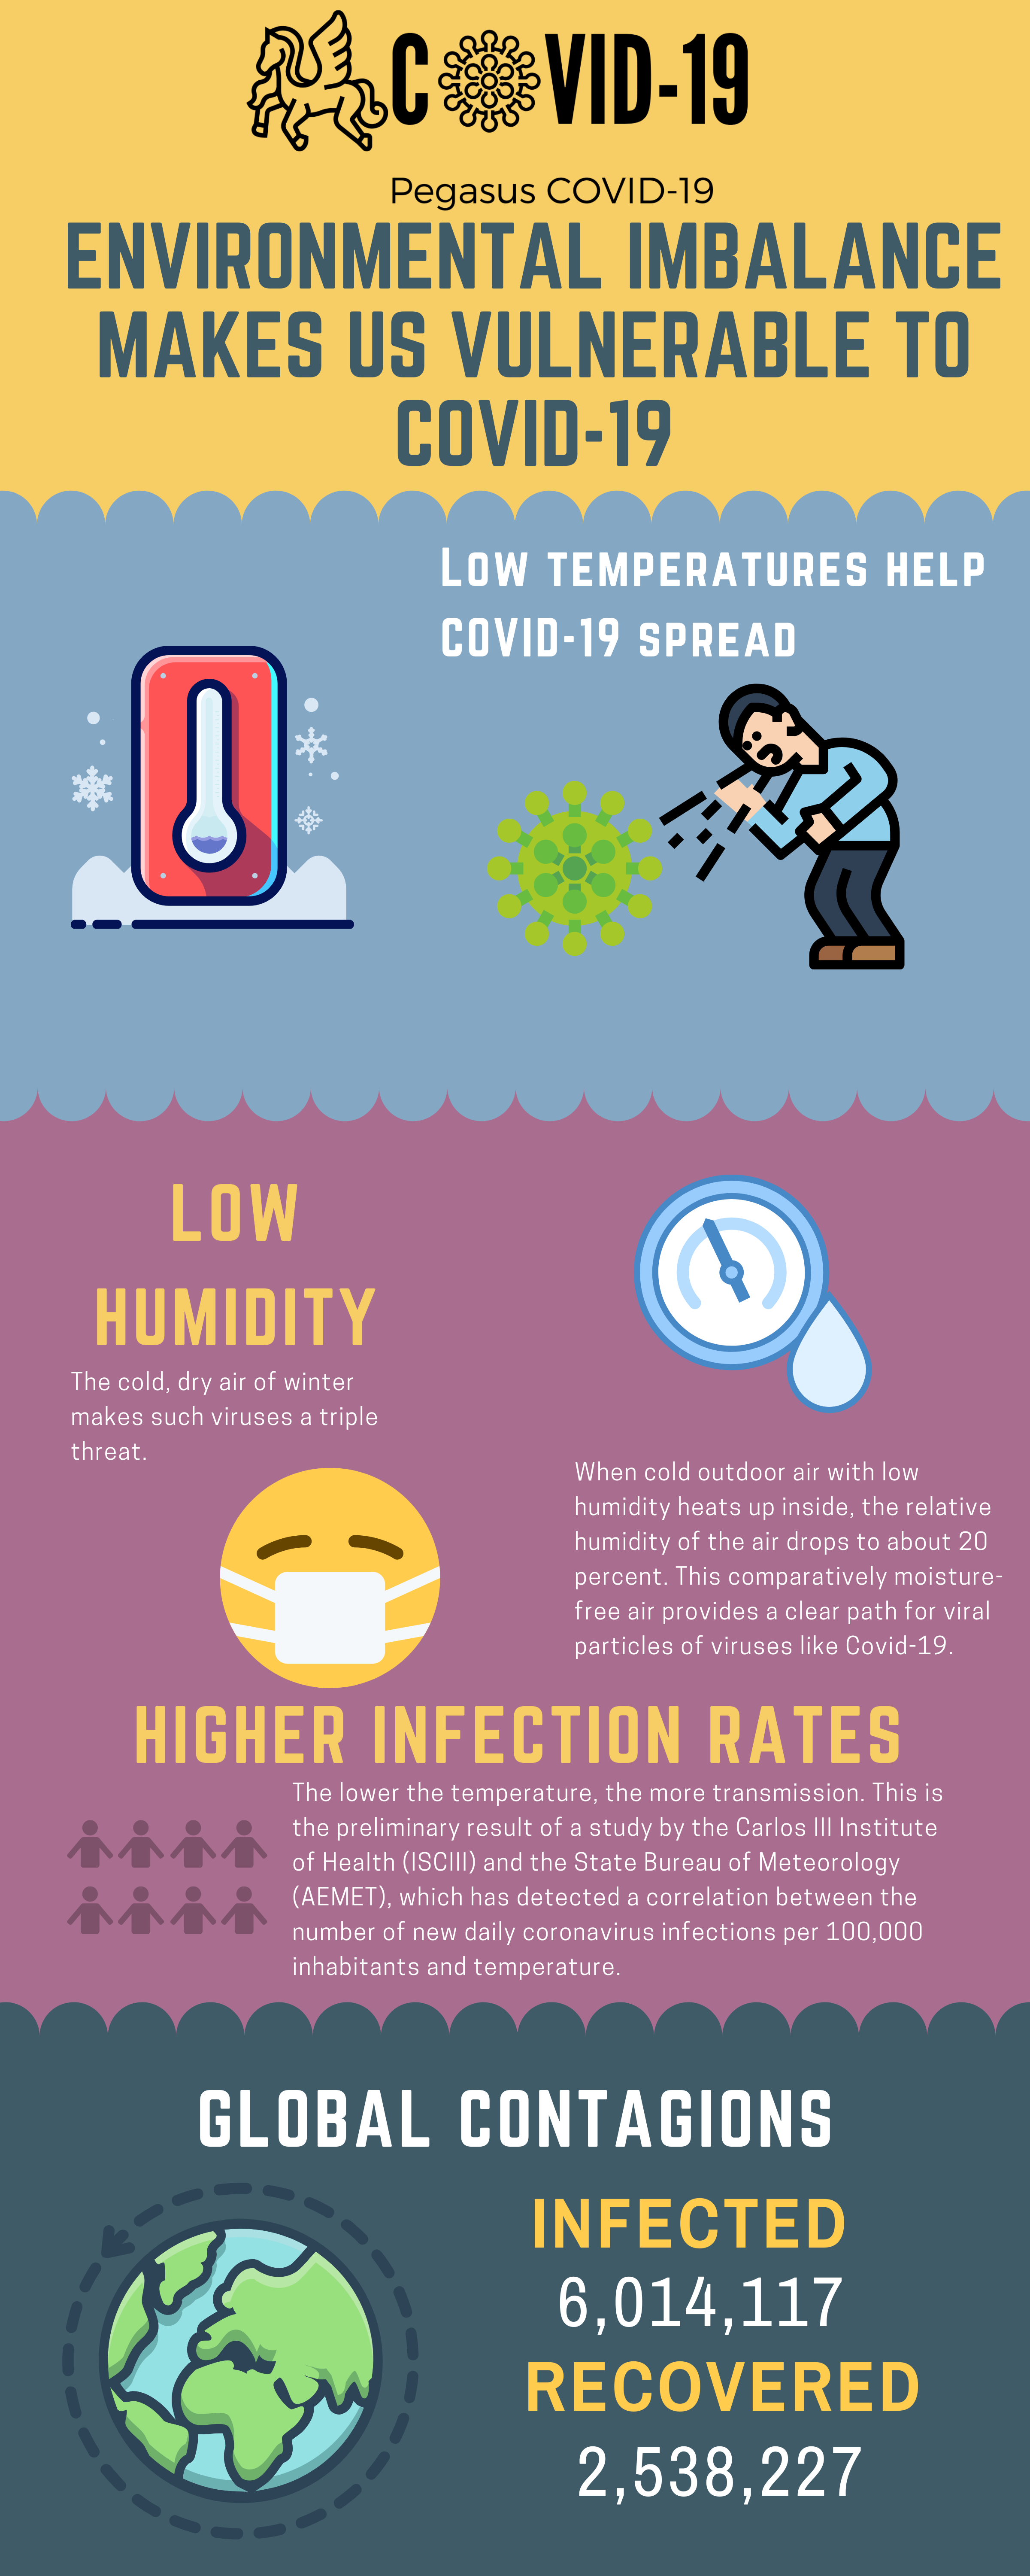 COVID-19
Pegasus COVID-19
ENVIRONMENTAL IMBALANCE
MAKES US VULNERABLE TO
COVID-19
LOW TEMPERATURES HELP
COVID-19 SPREAD
LOW
HUMIDITY
The cold, dry air of winter
makes such viruses a triple
threat.
When cold outdoor air with low
humidity heats up inside, the relative
humidity of the air drops to about 20
percent. This comparatively moisture-
free air provides a clear path for viral
particles of viruses like Covid-19.
HIGHER INFECTION RATES
The lower the temperature, the more transmission. This is
the preliminary result of a study by the Carlos III Institute
of Health (ISCIII) and the State Bureau of Meteorology
(AEMET), which has detected a correlation between the
number of new daily coronavirus infections per 100,000
inhabitants and temperature.
GLOBAL CONTAGIONS
INFECTED
6,014,117
RECOVERED
2,538,227